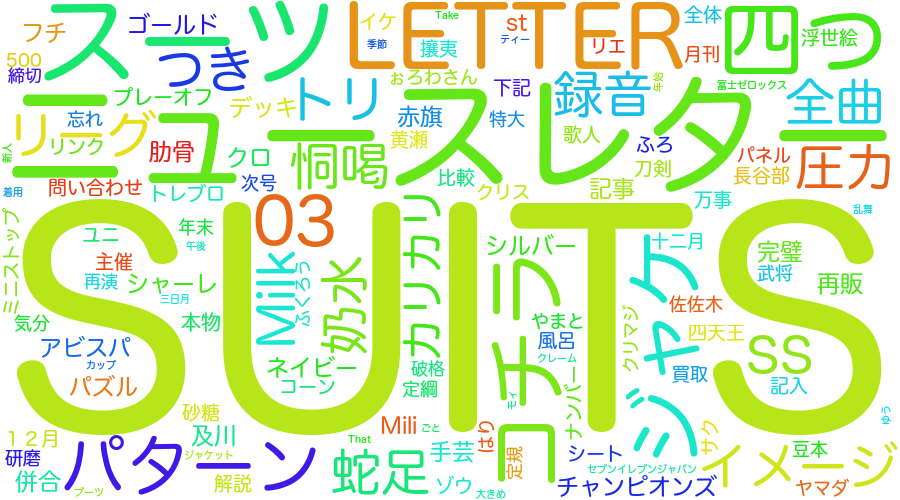 フチ
ゴールド
スーツ
イケ
Take
LETTER
st
全体
四つ
季節
攘夷
ティー
リエ
月刊
浮世絵
500
締切
つき
ぉろわさん
下記
録音
年始
富士ゼロックス
プレーオフ
デッキ
トリ
赤旗
特大
全曲
リーグ
忘れ
ユースレター
黄瀬
歌人
ふろ
パネル
圧力
新人
リンク
肋骨
クロ
恫喝
比較
刀剣
長谷部
着用
問い合わせ
トレブロ
次号
クリス
記事
万事
SUITS
03
カリカリ
乱舞
ミニストップ
ユニ
年末
午後
Milk
ふくろう
奶水
シルバー
コチラ
ジャケ
十二月
完璧
武将
再販
主催
再演
シャーレ
三日月
佐佐木
気分
本物
やまと
風呂
クレーム
クリマジ
四天王
アビスパ
カップ
ネイビー
コーン
破格
定綱
ナンバー
買取
SS
記入
パズル
モイ
ゆう
砂糖
Mili
ごと
はり
サク
12月
及川
That
手芸
定規
シート
豆本
研磨
パターン
ジャケット
蛇足
セブンイレブンジャパン
イメージ
併合
ブーツ
解説
ゾウ
大きめ
チャンピオンズ
ヤマダ